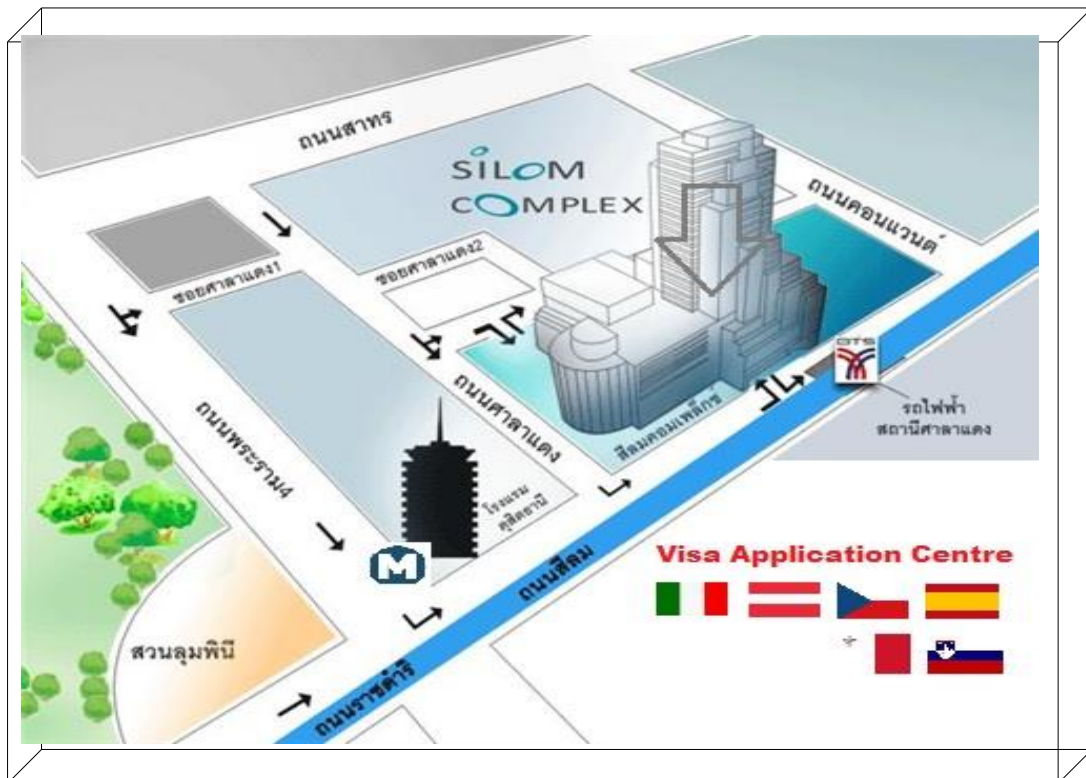 ถนนสาทร
SILOM
COMPLEX
ถนนคอนแวนต์
ซอยศาลาแดง1
ซอยศาลาแดง2
BTS
รถไฟฟ้า
สถานีศาลาแดง
ถนนศาลาแดง
สีลมคอมเพล็กซ
ถนนพระราม4
โรงแรม
ดุสิตธานี
M
ถนนสีลม
Visa Application Centre
สวนลุมพินี
ถนนราชดำริ